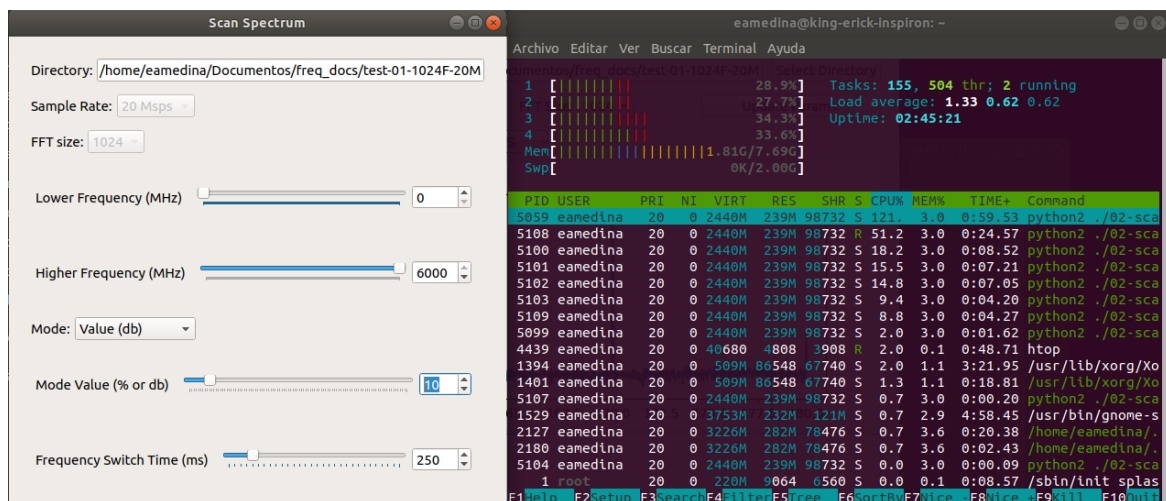 Scan Spectrum
Directory: /home/eamedina/Documentos/freq_docs/test-01-1024F-20M
Sample Rate: 20 Msps
FFT size: 1024
Lower Frequency (MHz) 0
Higher Frequency (MHz) 6000
Mode: Value (db)
Mode Value (% or db) 10
Frequency Switch Time (ms) 250
eamedina@king-erick-inspiron: ~
Archivo Editar Ver Buscar Terminal Ayuda
1 [|||||||||| 28.9%] Tasks: 155, 504 thr; 2 running
2 [|||||||||| 27.7%] Load average: 1.33 0.62 0.62
3 [|||||||||||| 34.3%] Uptime: 02:45:21
4 [|||||||||||| 33.6%]
Mem[|||||||||||||||||||1.81G/7.69G]
Swp[ 0K/2.00G]
PID USER PRI NI VIRT RES SHR S CPU% MEM% TIME+ Command
5059 eamedina 20 0 2440M 239M 98732 S 121. 3.0 0:59.53 python2 ./02-sca
5108 eamedina 20 0 2440M 239M 98732 R 51.2 3.0 0:24.57 python2 ./02-sca
5100 eamedina 20 0 2440M 239M 98732 S 18.2 3.0 0:08.52 python2 ./02-sca
5101 eamedina 20 0 2440M 239M 98732 S 15.5 3.0 0:07.21 python2 ./02-sca
5102 eamedina 20 0 2440M 239M 98732 S 14.8 3.0 0:07.05 python2 ./02-sca
5103 eamedina 20 0 2440M 239M 98732 S 9.4 3.0 0:04.20 python2 ./02-sca
5109 eamedina 20 0 2440M 239M 98732 S 8.8 3.0 0:04.27 python2 ./02-sca
5099 eamedina 20 0 2440M 239M 98732 S 2.0 3.0 0:01.62 python2 ./02-sca
4439 eamedina 20 0 40680 4808 3908 R 2.0 0.1 0:48.71 htop
1394 eamedina 20 0 509M 86548 67740 S 2.0 1.1 3:21.95 /usr/lib/xorg/Xo
1401 eamedina 20 0 509M 86548 67740 S 1.3 1.1 0:18.81 /usr/lib/xorg/Xo
5107 eamedina 20 0 2440M 239M 98732 S 0.7 3.0 0:00.20 python2 ./02-sca
1529 eamedina 20 0 3753M 232M 121M S 0.7 2.9 4:58.45 /usr/bin/gnome-s
2127 eamedina 20 0 3226M 282M 78476 S 0.7 3.6 0:20.38 /home/eamedina/.
2180 eamedina 20 0 3226M 282M 78476 S 0.7 3.6 0:02.43 /home/eamedina/.
5104 eamedina 20 0 2440M 239M 98732 S 0.0 3.0 0:00.09 python2 ./02-sca
1 root 20 0 220M 9064 6560 S 0.0 0.1 0:08.57 /sbin/init splas
F1Help F2Setup F3SearchF4FilterF5Tree F6SortByF7Nice -F8Nice +F9Kill F10Quit